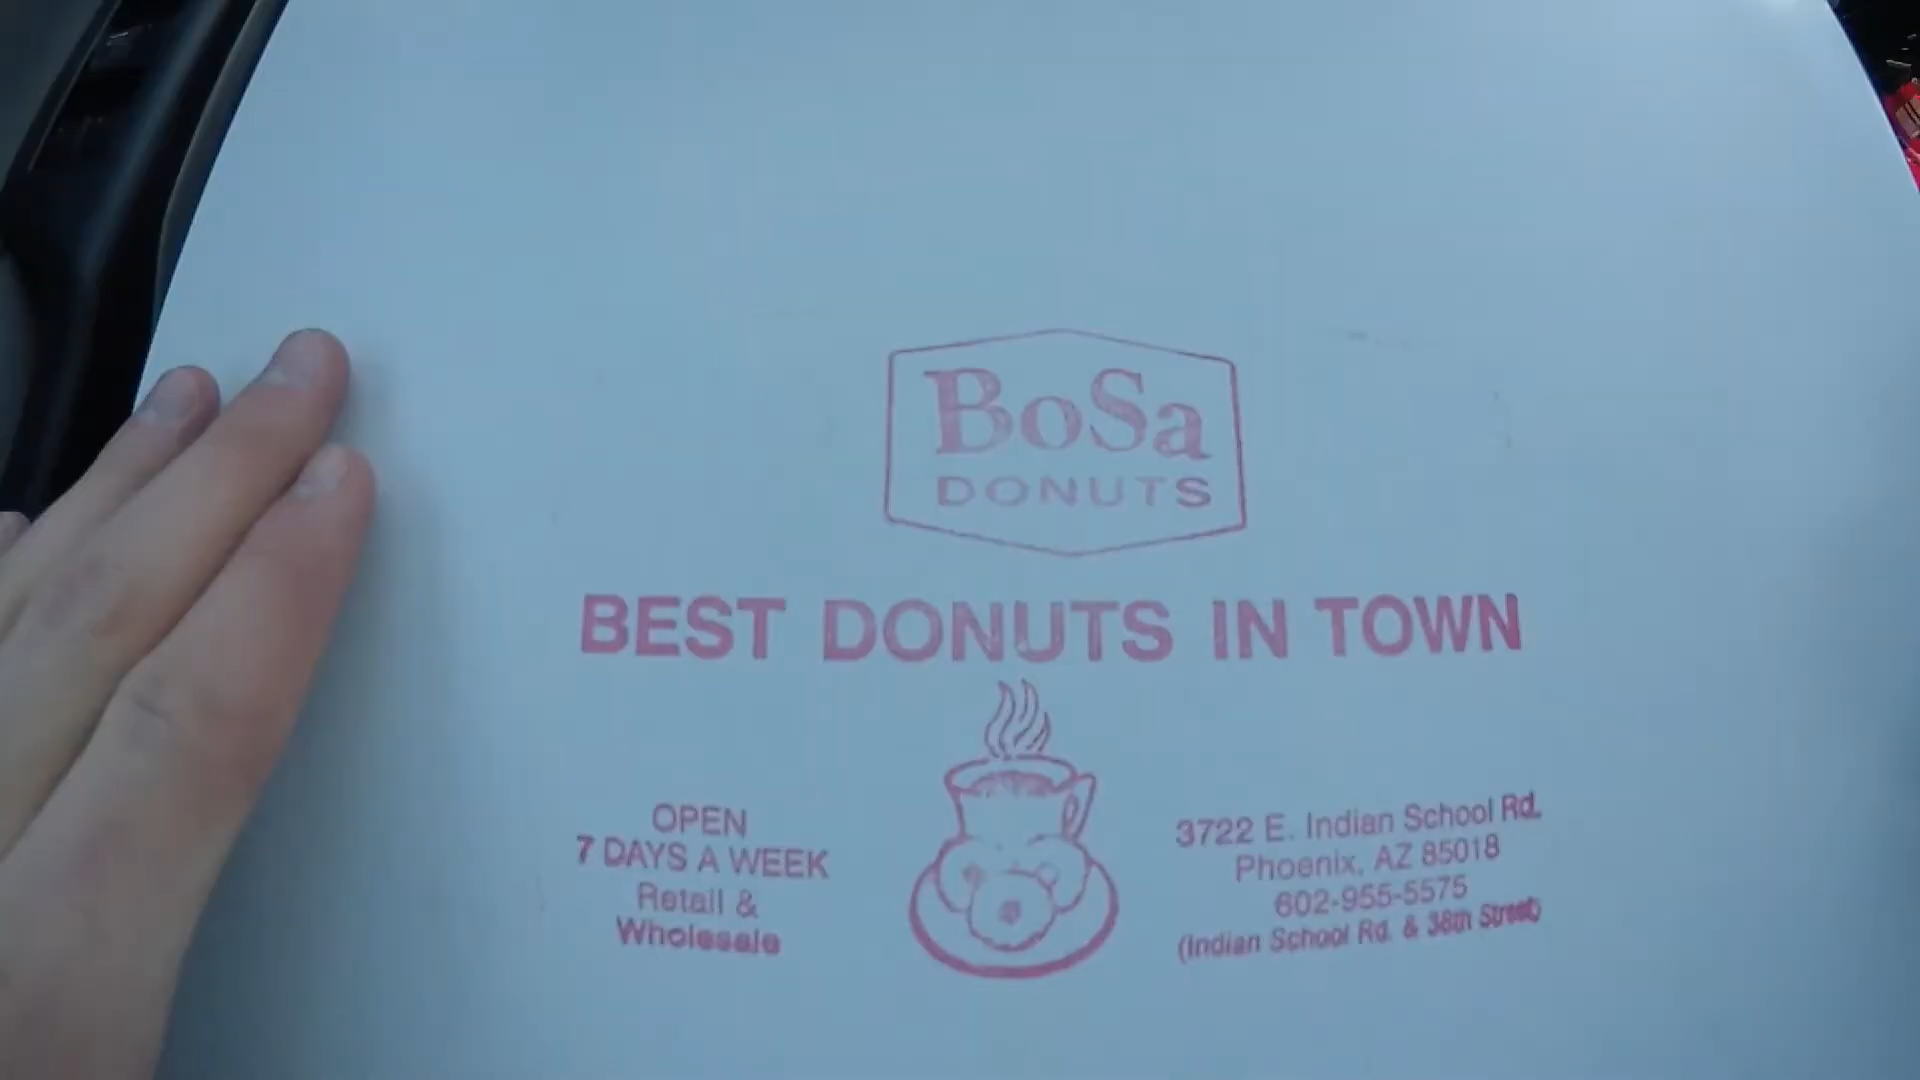 BoSa
DONUTS
BEST DONUTS IN TOWN
OPEN
7 DAYS A WEEK
Retail &
Wholesale
3722 E. Indian School Rd.
Phoenix, AZ 85018
602-955-5575
(Indian School Rd. & 38th Street)